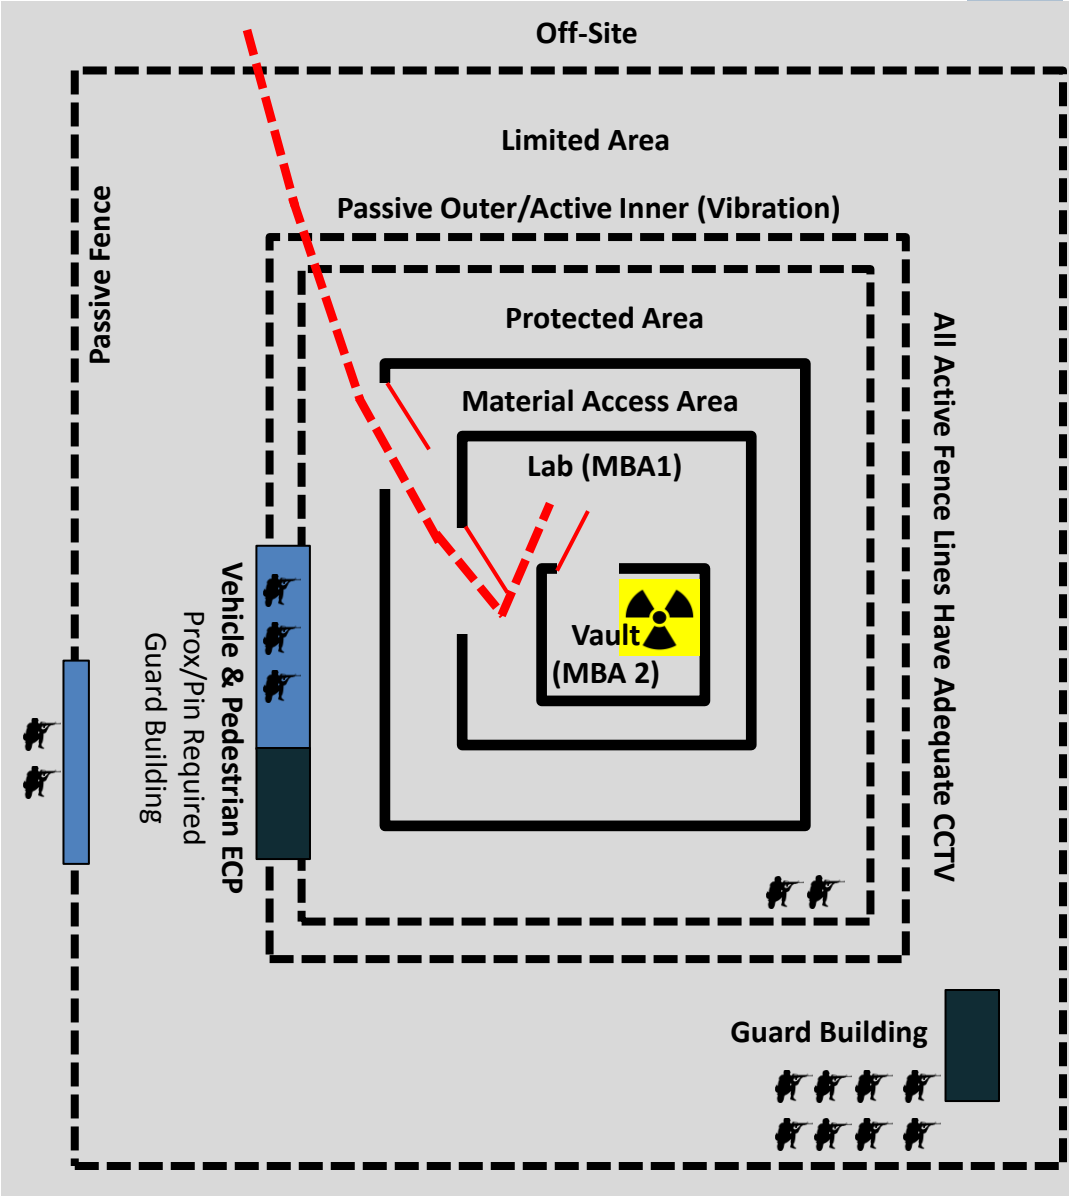 Off-Site
Limited Area
Passive Outer/Active Inner (Vibration)
Passive Fence
Protected Area
All Active Fence Lines Have Adequate CCTV
Material Access Area
Lab (MBA1)
Vault
(MBA 2)
Vehicle & Pedestrian ECP
Prox/Pin Required
Guard Building
Guard Building